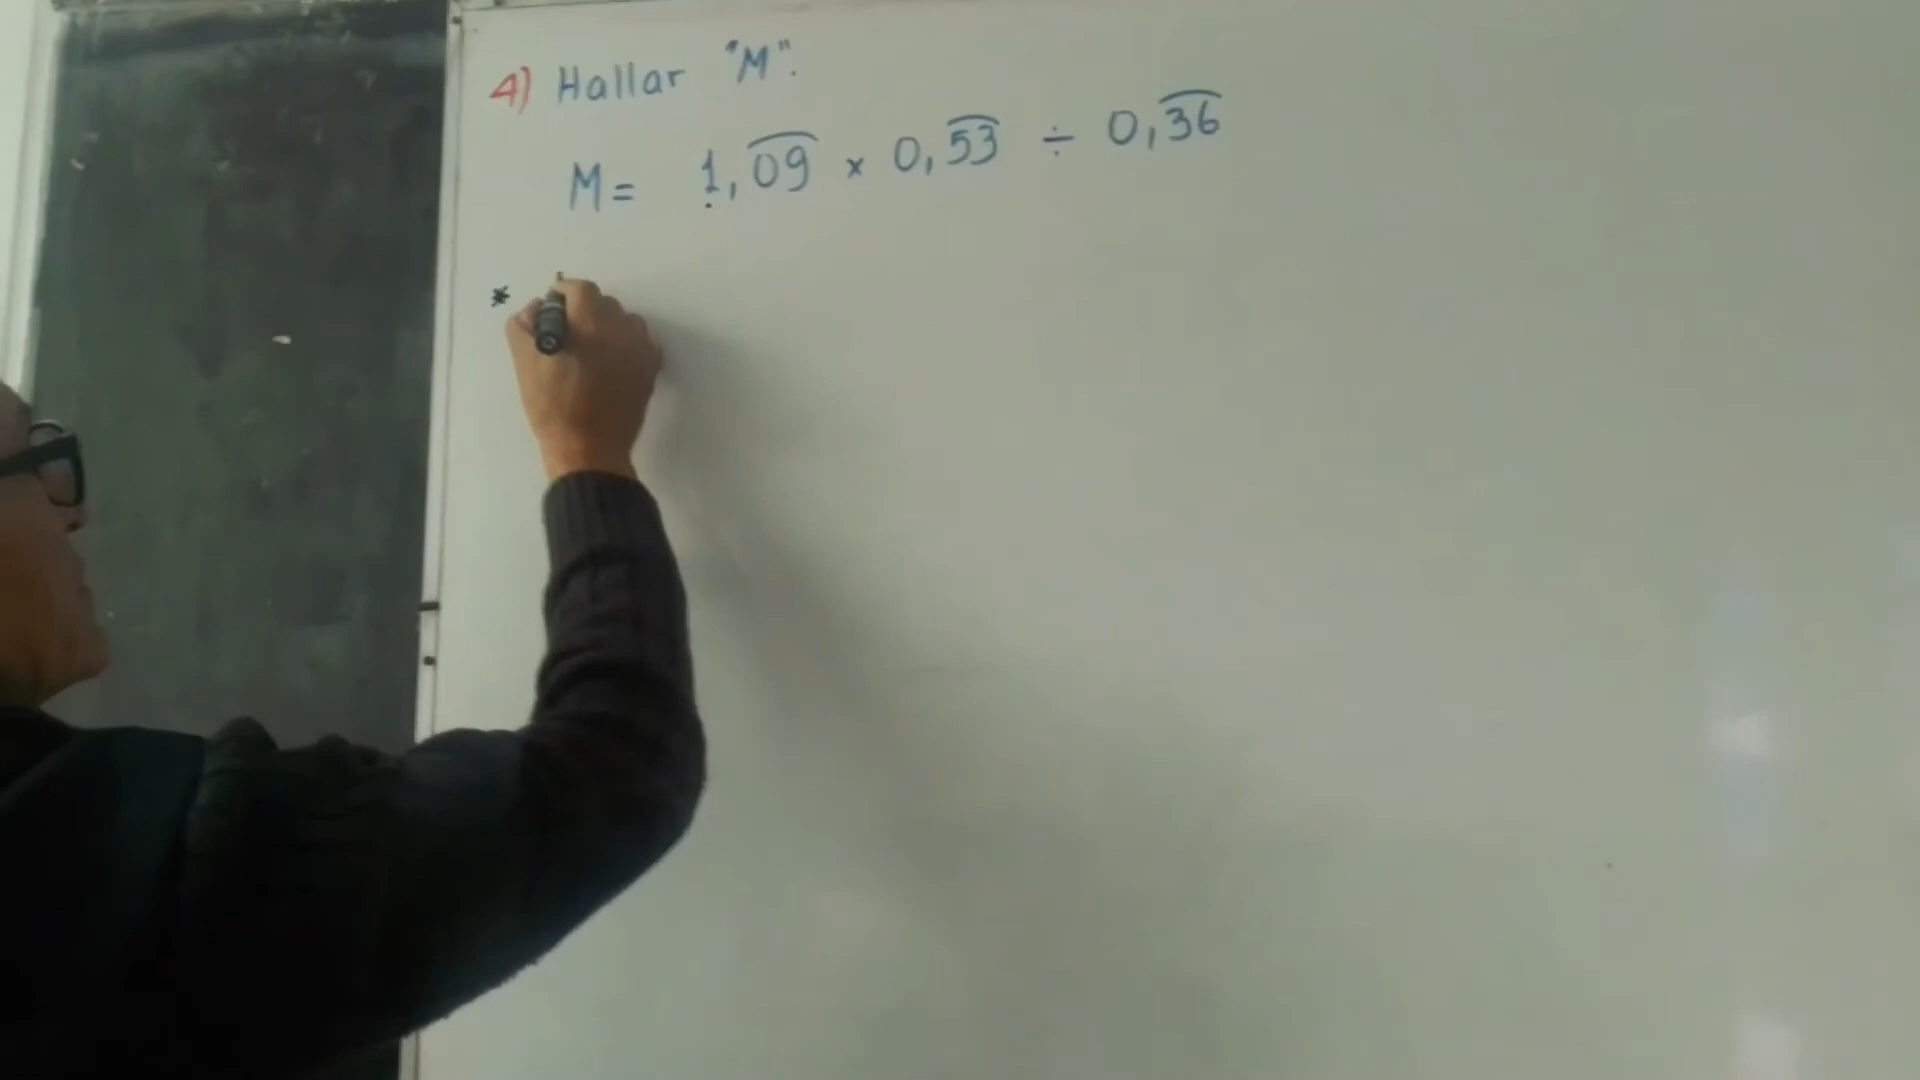 4) Hallar "M".
M = 1,0͡9 × 0,5͡3 ÷ 0,3͡6
*